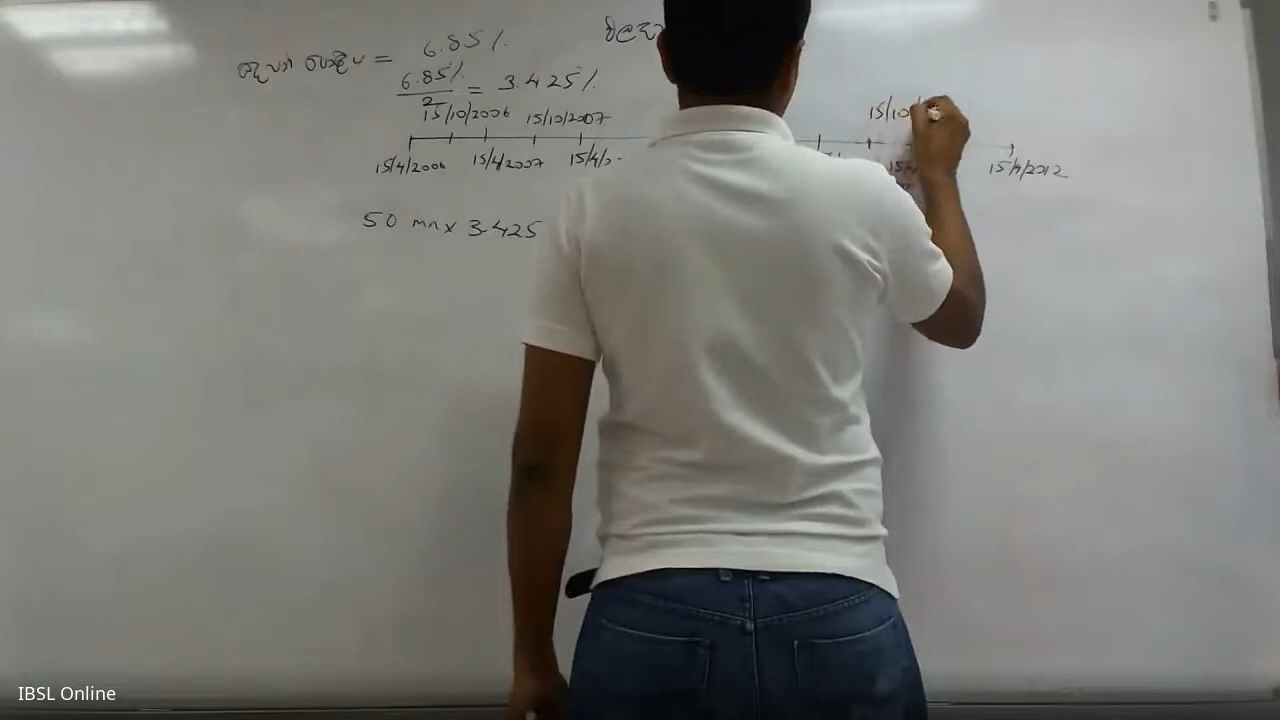 = 6.85%
6.85% / 2 = 3.425%
15/10/2006 15/10/2007 15/10/
15/4/2006 15/4/2007 15/4/2 15/4/2012
50 mn x 3.425
IBSL Online